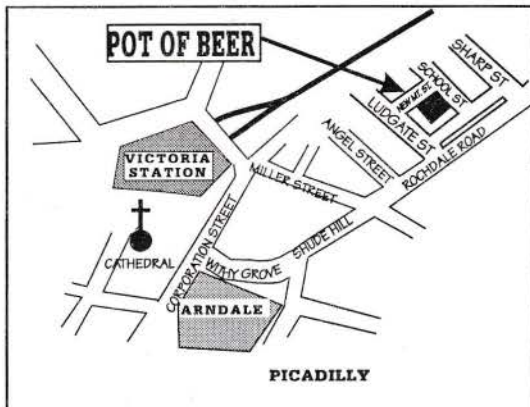 POT OF BEER
SHARP ST
SCHOOL ST
NEW MT. ST.
LUDGATE ST
ANGEL STREET
ROCHDALE ROAD
VICTORIA
STATION
MILLER STREET
SHUDE HILL
CORPORATION STREET
CATHEDRAL
WITHY GROVE
ARNDALE
PICADILLY